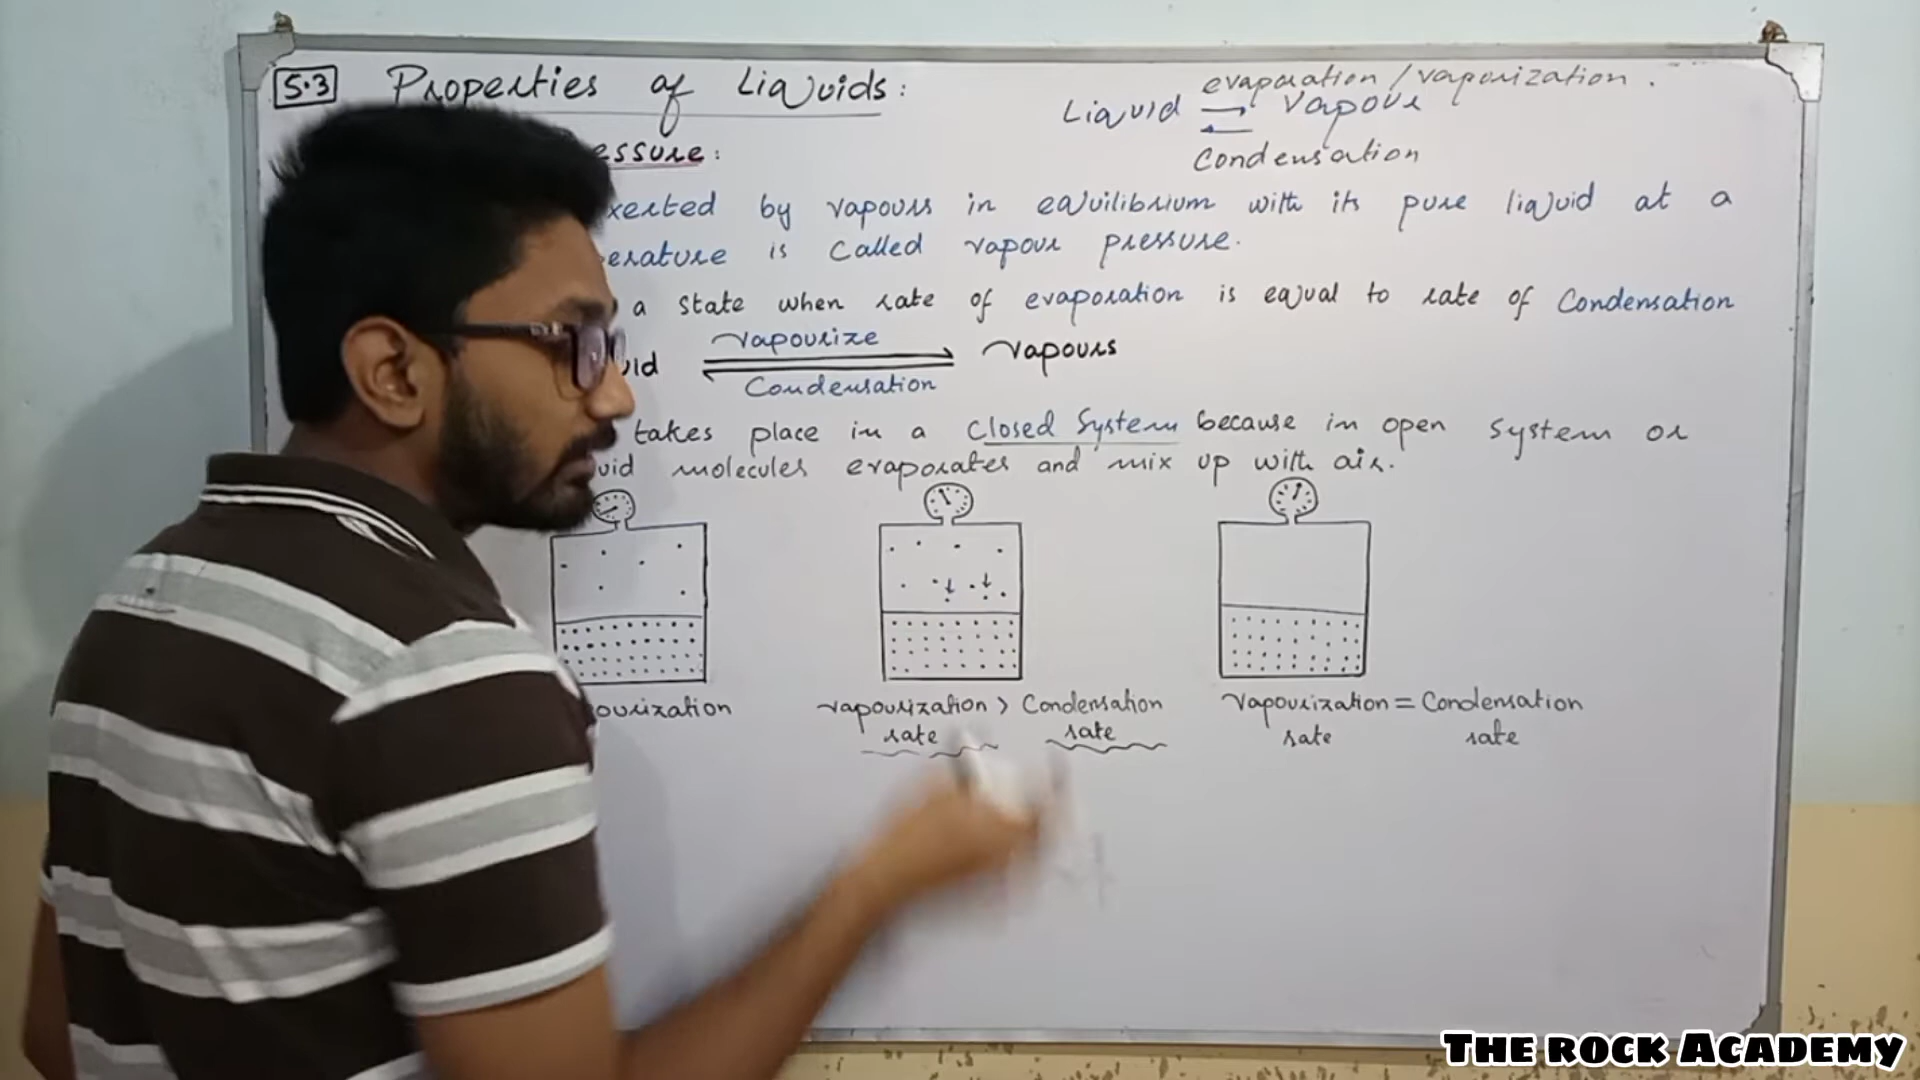 5.3 Properties of Liquids:
evaporation / vaporization.
Liquid ⇌ Vapour
Condensation
essure:
xerted by vapours in equilibrium with its pure liquid at a
erature is Called vapour pressure.
a state when rate of evaporation is equal to rate of Condensation
Vapourize
uid ⇌ Vapours
Condensation
takes place in a Closed System because in open system or
uid molecules evaporates and mix up with air.
pourization
vapourization > Condensation
rate rate
Vapourization = Condensation
rate rate
THE ROCK ACADEMY